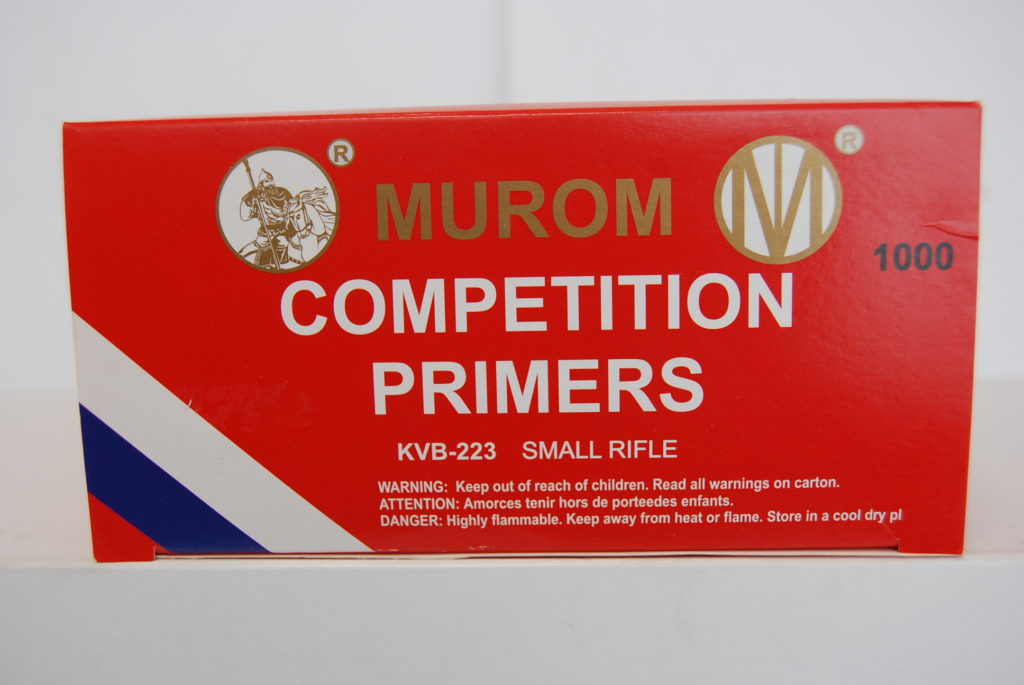 ®
MUROM
®
1000
COMPETITION
PRIMERS
KVB-223 SMALL RIFLE
WARNING: Keep out of reach of children. Read all warnings on carton.
ATTENTION: Amorces tenir hors de porteedes enfants.
DANGER: Highly flammable. Keep away from heat or flame. Store in a cool dry pl